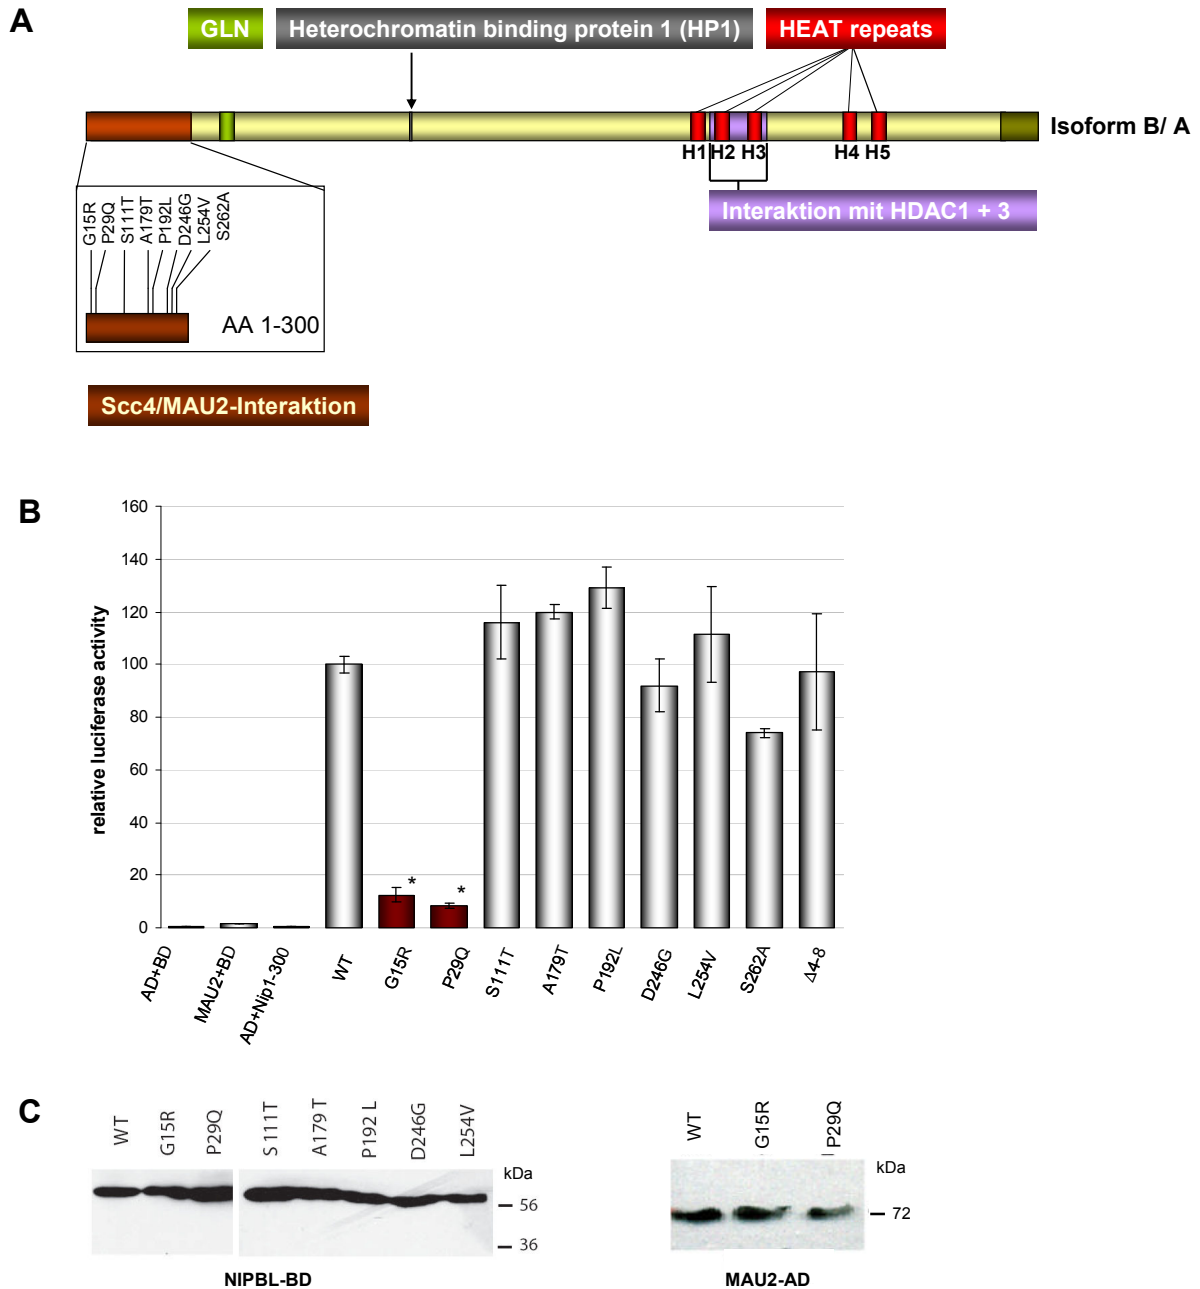 A
GLN
Heterochromatin binding protein 1 (HP1)
HEAT repeats
Isoform B/ A
H1 H2 H3 H4 H5
Interaktion mit HDAC1 + 3
G15R P29Q S111T A179T P192L D246G L254V S262A
AA 1-300
Scc4/MAU2-Interaktion
B
relative luciferase activity
160
140
120
100
80
60
40
20
0
* *
AD+BD MAU2+BD AD+Nip1-300 WT G15R P29Q S111T A179T P192L D246G L254V S262A Δ4-8
C
WT G15R P29Q S111T A179 T P192 L D246G L254V
kDa
56
36
NIPBL-BD
WT G15R P29Q
kDa
72
MAU2-AD